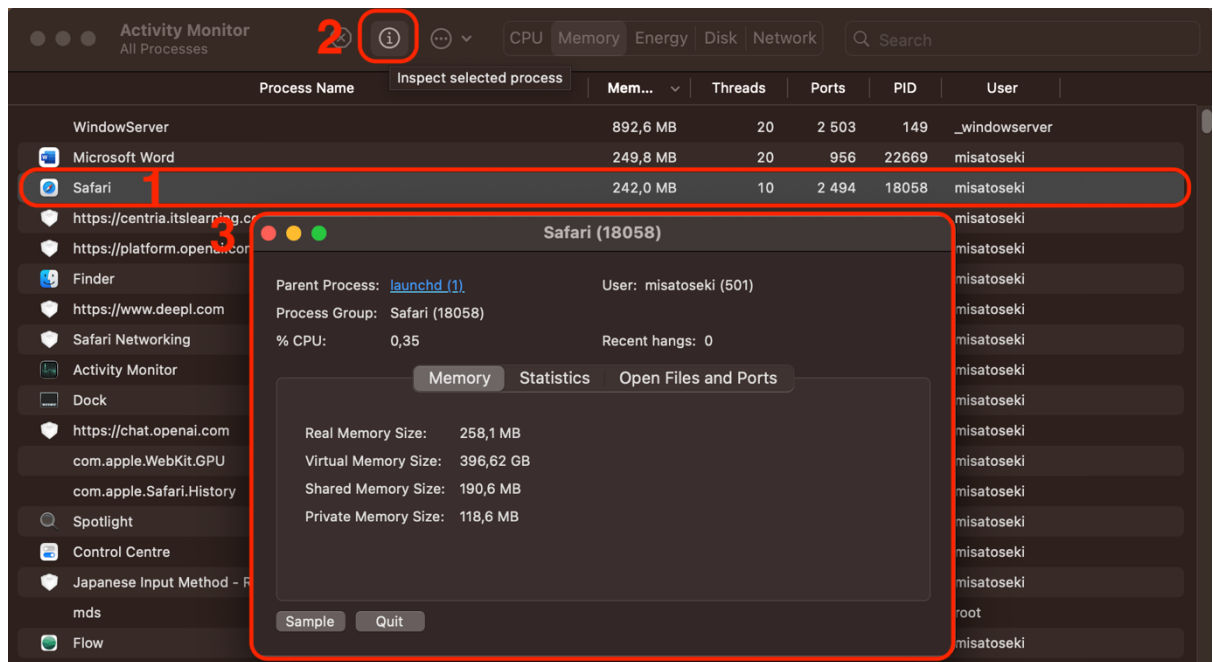 Activity Monitor
All Processes
2
CPU Memory Energy Disk Network
Search
Inspect selected process
Process Name Mem... Threads Ports PID User
WindowServer 892,6 MB 20 2 503 149 _windowserver
Microsoft Word 249,8 MB 20 956 22669 misatoseki
1
Safari 242,0 MB 10 2 494 18058 misatoseki
https://centria.itslearning.co misatoseki
3
https://platform.openai.com misatoseki
Finder misatoseki
https://www.deepl.com misatoseki
Safari Networking misatoseki
Activity Monitor misatoseki
Dock misatoseki
https://chat.openai.com misatoseki
com.apple.WebKit.GPU misatoseki
com.apple.Safari.History misatoseki
Spotlight misatoseki
Control Centre misatoseki
Japanese Input Method - R misatoseki
mds root
Flow misatoseki
Safari (18058)
Parent Process: launchd (1) User: misatoseki (501)
Process Group: Safari (18058)
% CPU: 0,35 Recent hangs: 0
Memory Statistics Open Files and Ports
Real Memory Size: 258,1 MB
Virtual Memory Size: 396,62 GB
Shared Memory Size: 190,6 MB
Private Memory Size: 118,6 MB
Sample Quit